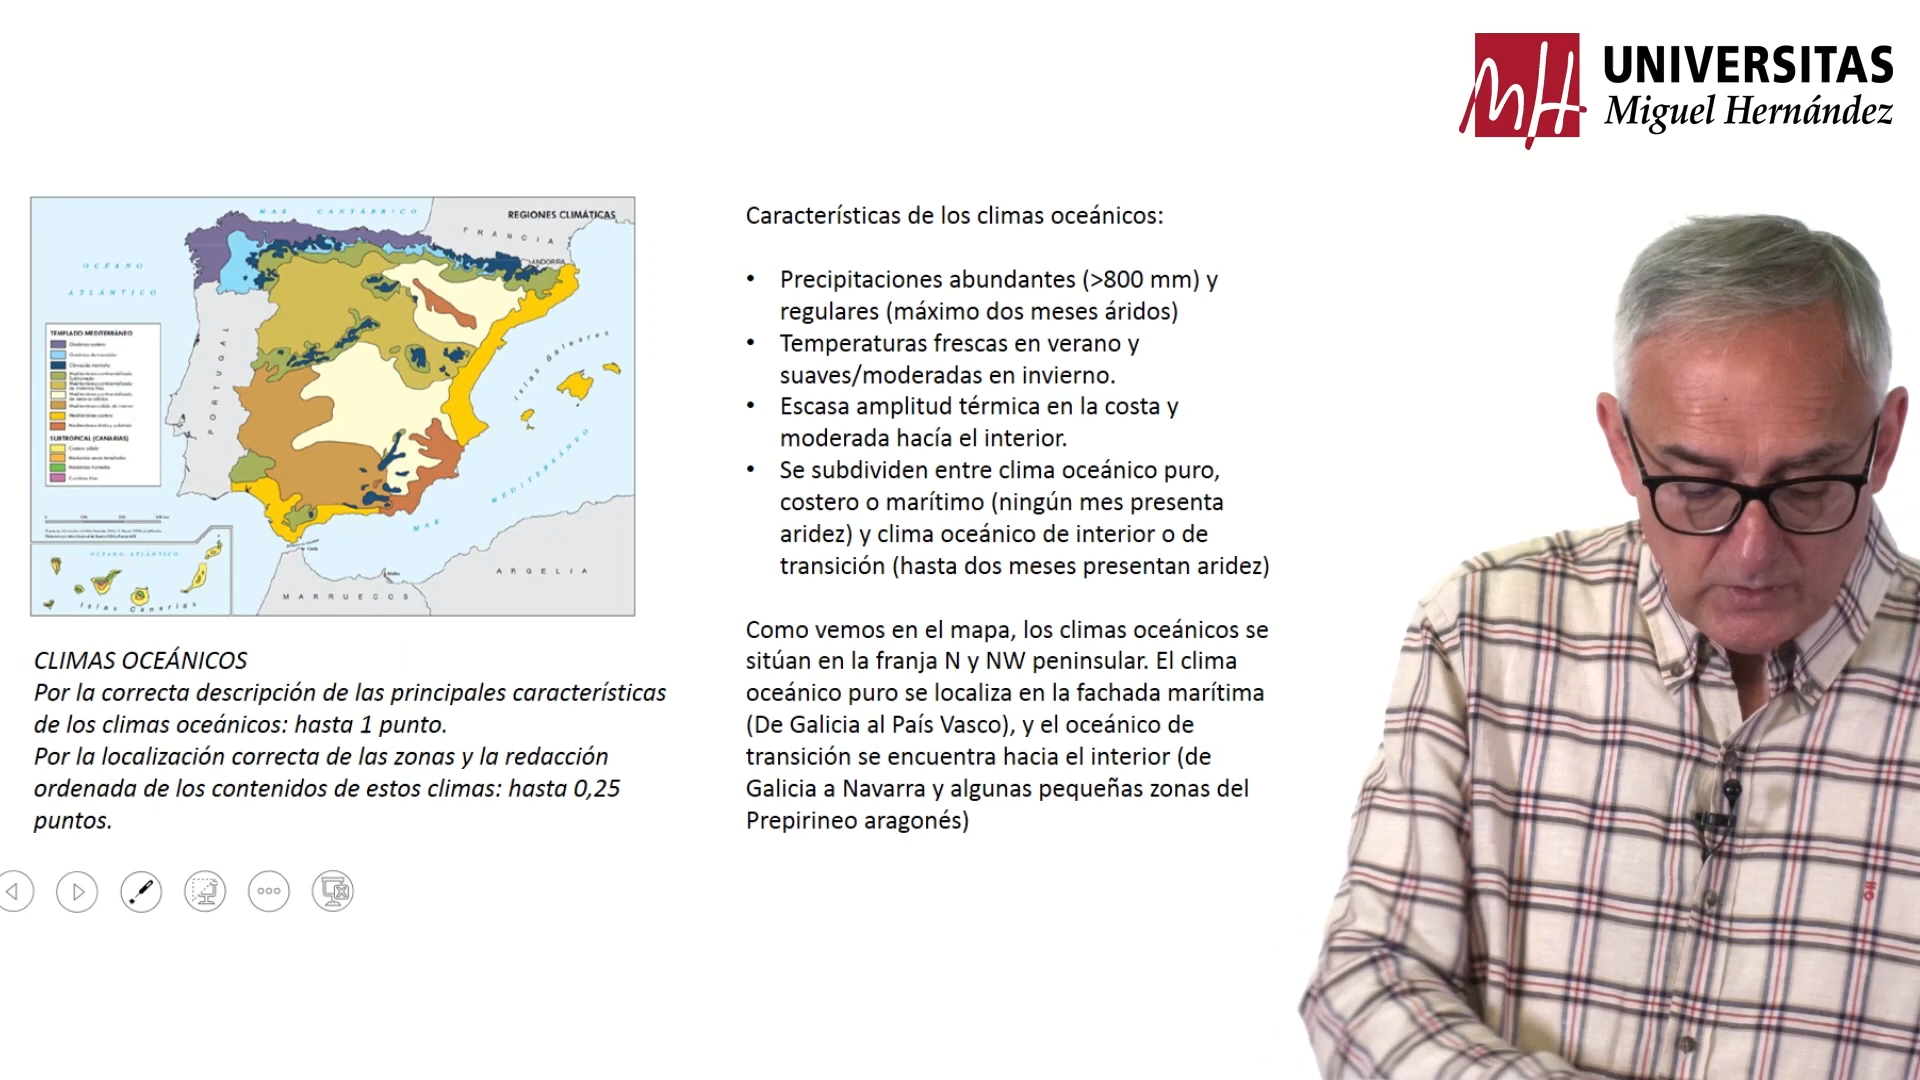 UNIVERSITAS
Miguel Hernández
MAR CANTÁBRICO
REGIONES CLIMÁTICAS
FRANCIA
ANDORRA
OCÉANO
ATLÁNTICO
PORTUGAL
Islas Baleares
TEMPLADO MEDITERRÁNEO
SUBTROPICAL (CANARIAS)
MAR MEDITERRÁNEO
OCÉANO ATLÁNTICO
Islas Canarias
MARRUECOS
ARGELIA
CLIMAS OCEÁNICOS
Por la correcta descripción de las principales características
de los climas oceánicos: hasta 1 punto.
Por la localización correcta de las zonas y la redacción
ordenada de los contenidos de estos climas: hasta 0,25
puntos.
Características de los climas oceánicos:
• Precipitaciones abundantes (>800 mm) y
regulares (máximo dos meses áridos)
• Temperaturas frescas en verano y
suaves/moderadas en invierno.
• Escasa amplitud térmica en la costa y
moderada hacía el interior.
• Se subdividen entre clima oceánico puro,
costero o marítimo (ningún mes presenta
aridez) y clima oceánico de interior o de
transición (hasta dos meses presentan aridez)
Como vemos en el mapa, los climas oceánicos se
sitúan en la franja N y NW peninsular. El clima
oceánico puro se localiza en la fachada marítima
(De Galicia al País Vasco), y el oceánico de
transición se encuentra hacia el interior (de
Galicia a Navarra y algunas pequeñas zonas del
Prepirineo aragonés)